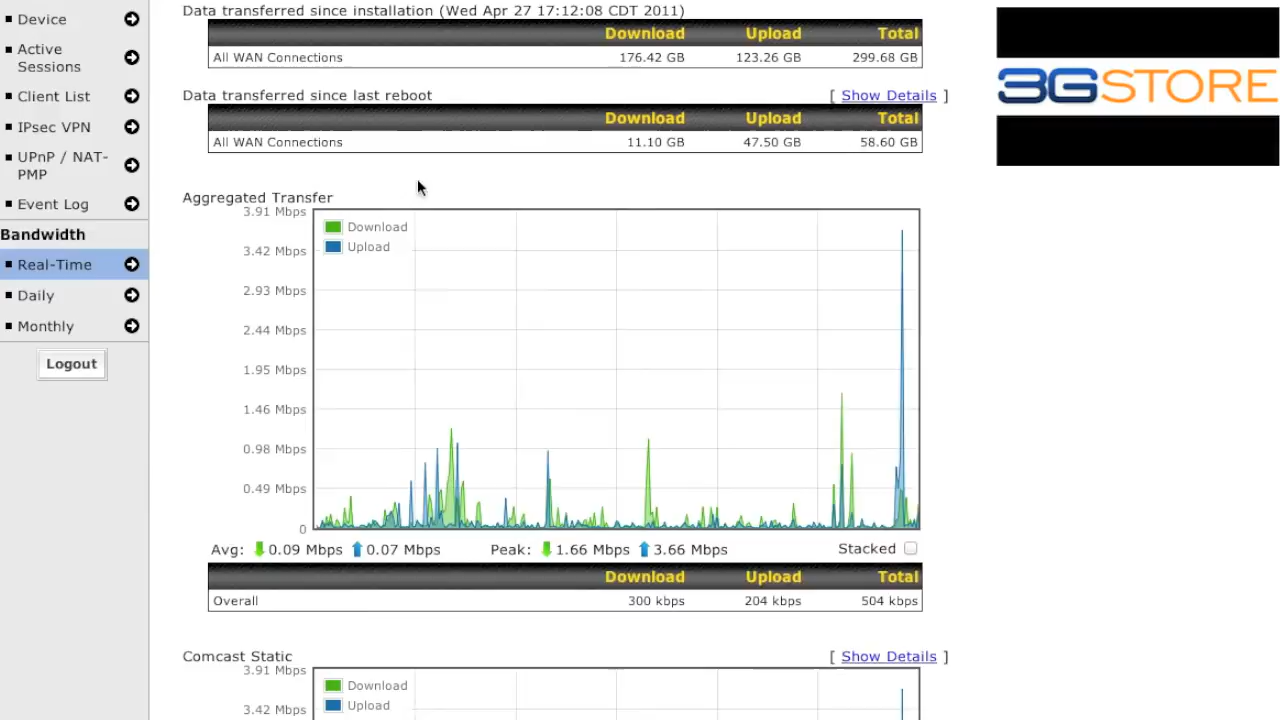 Device
Active
Sessions
Client List
IPsec VPN
UPnP / NAT-
PMP
Event Log
Bandwidth
Real-Time
Daily
Monthly
Logout
Data transferred since installation (Wed Apr 27 17:12:08 CDT 2011)
Download Upload Total
All WAN Connections 176.42 GB 123.26 GB 299.68 GB
Data transferred since last reboot [ Show Details ]
Download Upload Total
All WAN Connections 11.10 GB 47.50 GB 58.60 GB
Aggregated Transfer
3.91 Mbps
3.42 Mbps
2.93 Mbps
2.44 Mbps
1.95 Mbps
1.46 Mbps
0.98 Mbps
0.49 Mbps
0
Download
Upload
Avg: 0.09 Mbps 0.07 Mbps Peak: 1.66 Mbps 3.66 Mbps Stacked
Download Upload Total
Overall 300 kbps 204 kbps 504 kbps
Comcast Static [ Show Details ]
3.91 Mbps
3.42 Mbps
Download
Upload
3GSTORE